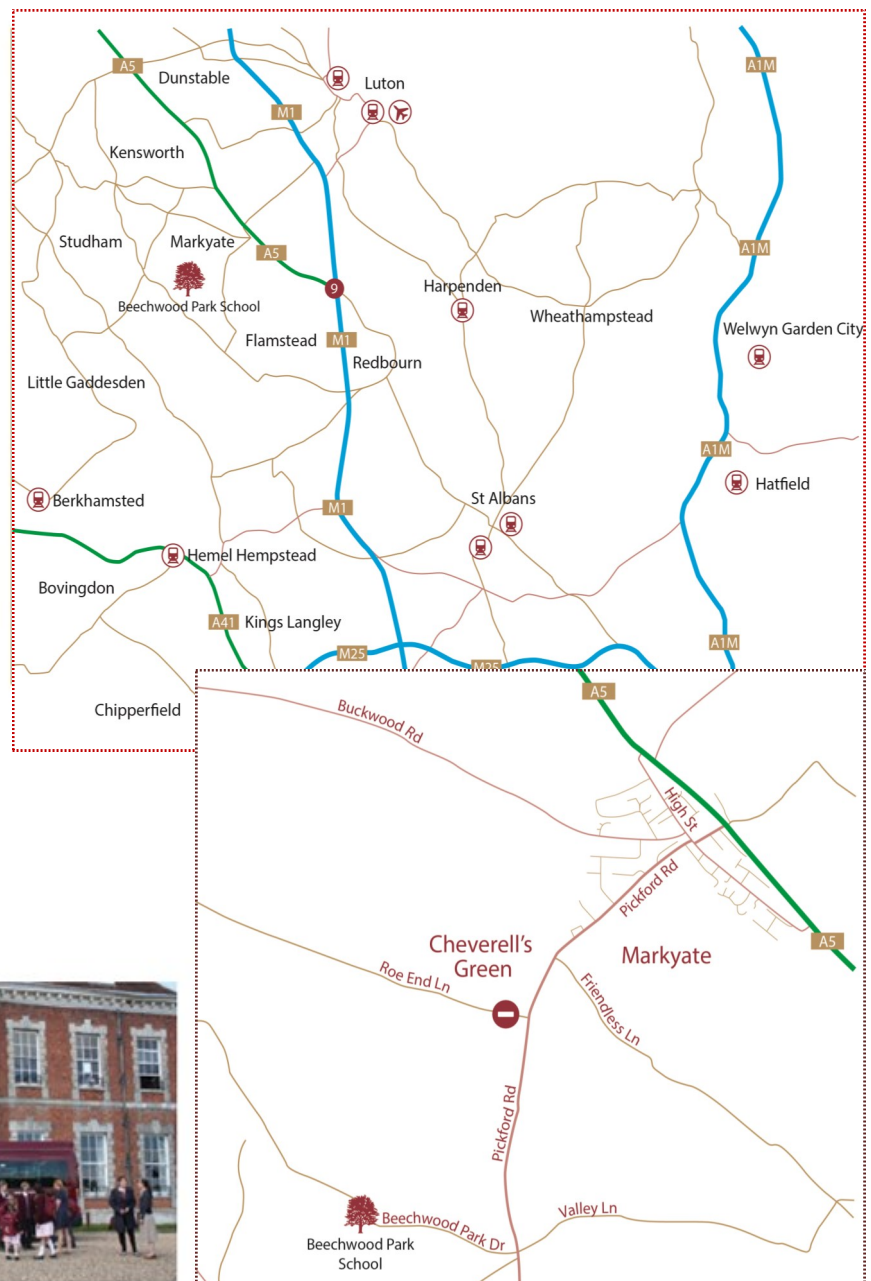 A5
Dunstable
Luton
A1M
M1
Kensworth
Studham
Markyate
A5
A1M
Beechwood Park School
9
Harpenden
Wheathampstead
Flamstead
M1
Redbourn
Welwyn Garden City
Little Gaddesden
A1M
Berkhamsted
M1
St Albans
Hatfield
Hemel Hempstead
Bovingdon
A41
Kings Langley
A1M
M25
M25
Chipperfield
A5
Buckwood Rd
High St
Pickford Rd
Cheverell's
Green
Markyate
A5
Roe End Ln
Friendless Ln
Pickford Rd
Valley Ln
Beechwood Park Dr
Beechwood Park
School